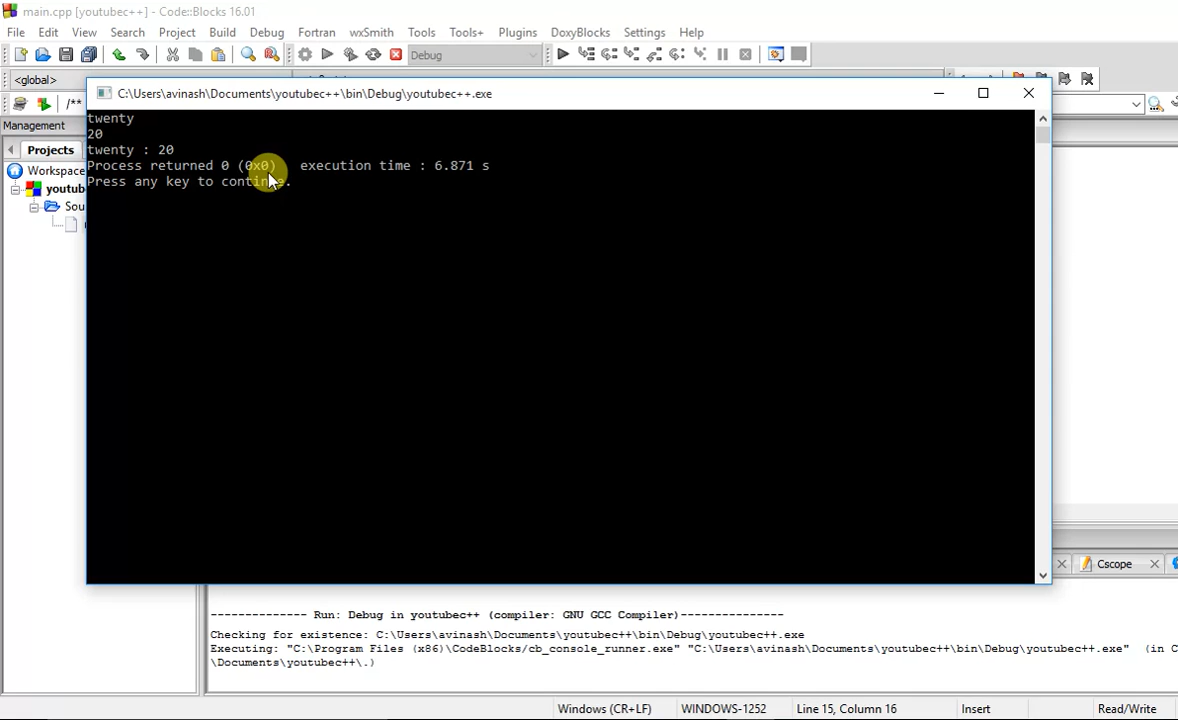 main.cpp [youtubec++] - Code::Blocks 16.01
File Edit View Search Project Build Debug Fortran wxSmith Tools Tools+ Plugins DoxyBlocks Settings Help
Debug
<global>
C:\Users\avinash\Documents\youtubec++\bin\Debug\youtubec++.exe
/**
Management
Projects
Workspace
youtub
Sou
twenty
20
twenty : 20
Process returned 0 (0x0) execution time : 6.871 s
Press any key to continue.
Cscope
-------------- Run: Debug in youtubec++ (compiler: GNU GCC Compiler)---------------
Checking for existence: C:\Users\avinash\Documents\youtubec++\bin\Debug\youtubec++.exe
Executing: "C:\Program Files (x86)\CodeBlocks/cb_console_runner.exe" "C:\Users\avinash\Documents\youtubec++\bin\Debug\youtubec++.exe" (in C
\Documents\youtubec++\.)
Windows (CR+LF) WINDOWS-1252 Line 15, Column 16 Insert Read/Write